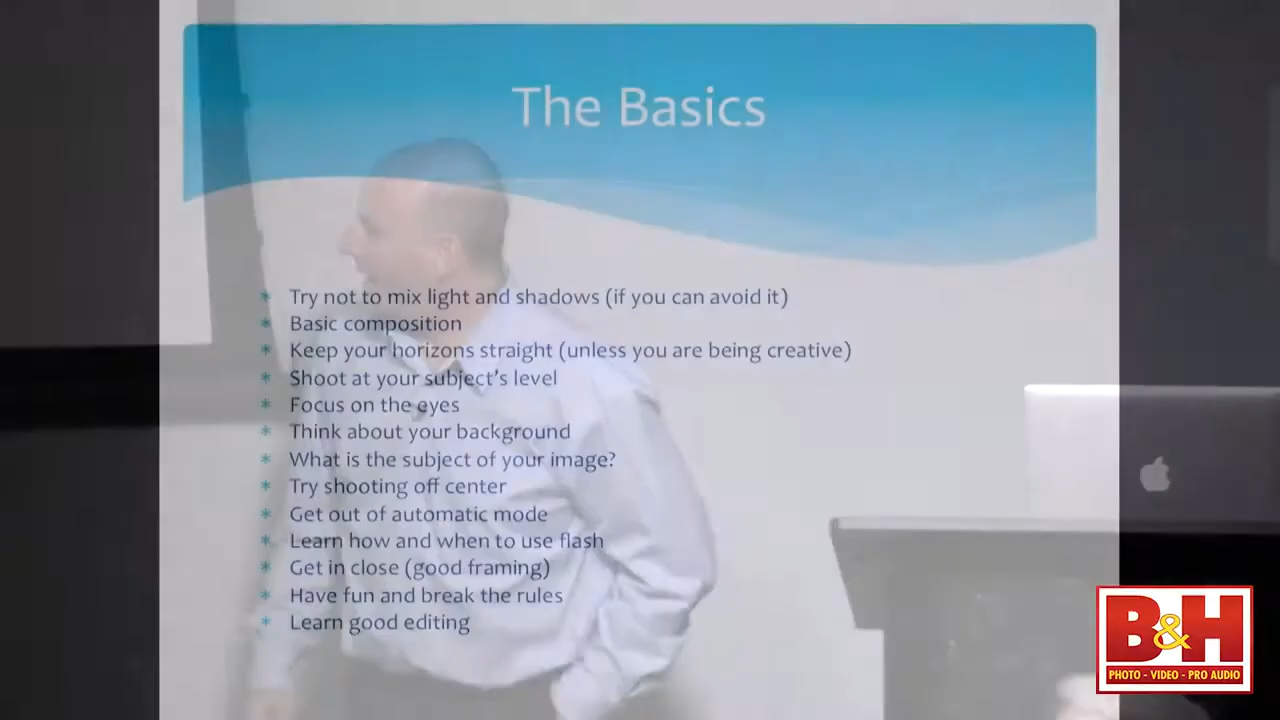 The Basics
* Try not to mix light and shadows (if you can avoid it)
* Basic composition
* Keep your horizons straight (unless you are being creative)
* Shoot at your subject's level
* Focus on the eyes
* Think about your background
* What is the subject of your image?
* Try shooting off center
* Get out of automatic mode
* Learn how and when to use flash
* Get in close (good framing)
* Have fun and break the rules
* Learn good editing
B&H
PHOTO - VIDEO - PRO AUDIO